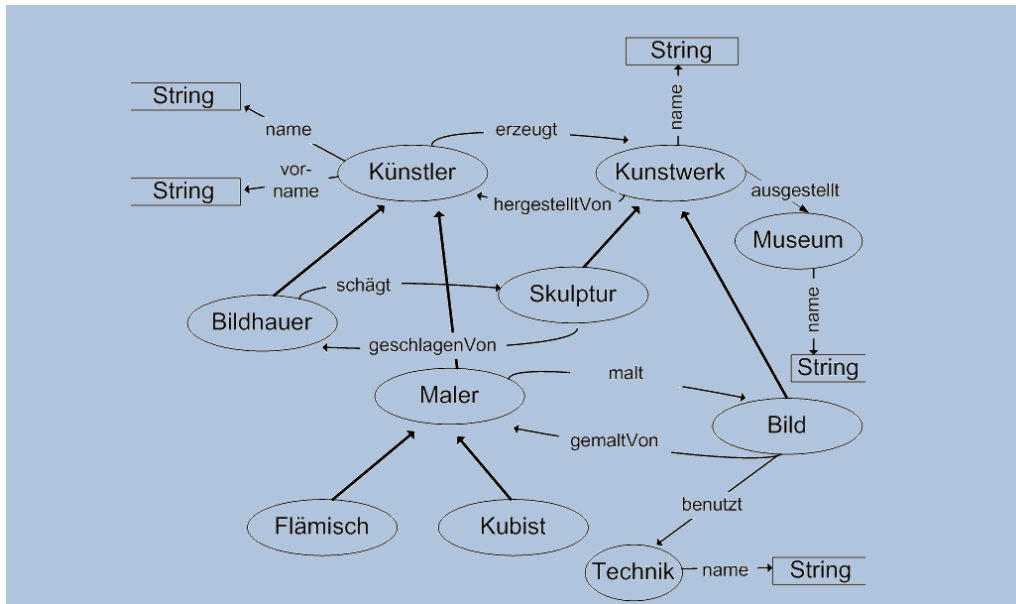 String
String
name
erzeugt
name
Künstler
Kunstwerk
String
vor-
name
ausgestellt
hergestelltVon
Museum
schägt
Skulptur
Bildhauer
name
geschlagenVon
String
malt
Maler
Bild
gemaltVon
benutzt
Flämisch
Kubist
Technik
name
String